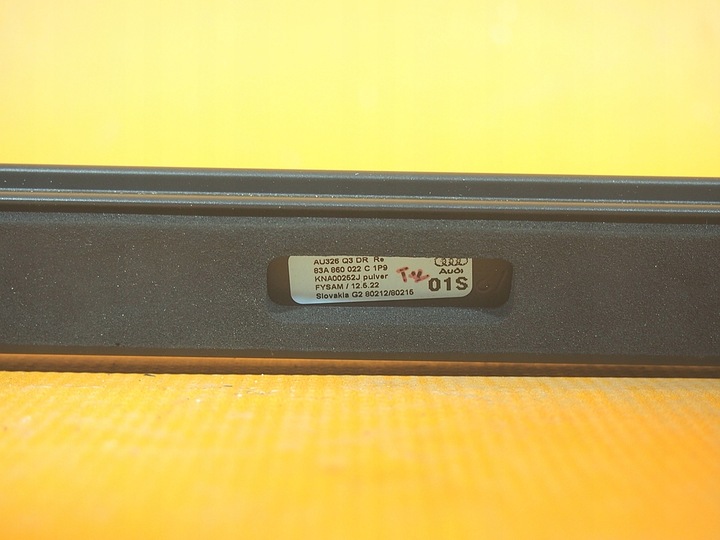 AU326 Q3 DR Re
83A 860 022 C 1P9
KNA00252J pulver
FYSAM / 12.5.22
Slovakia G2 80212/80215
Audi
01S